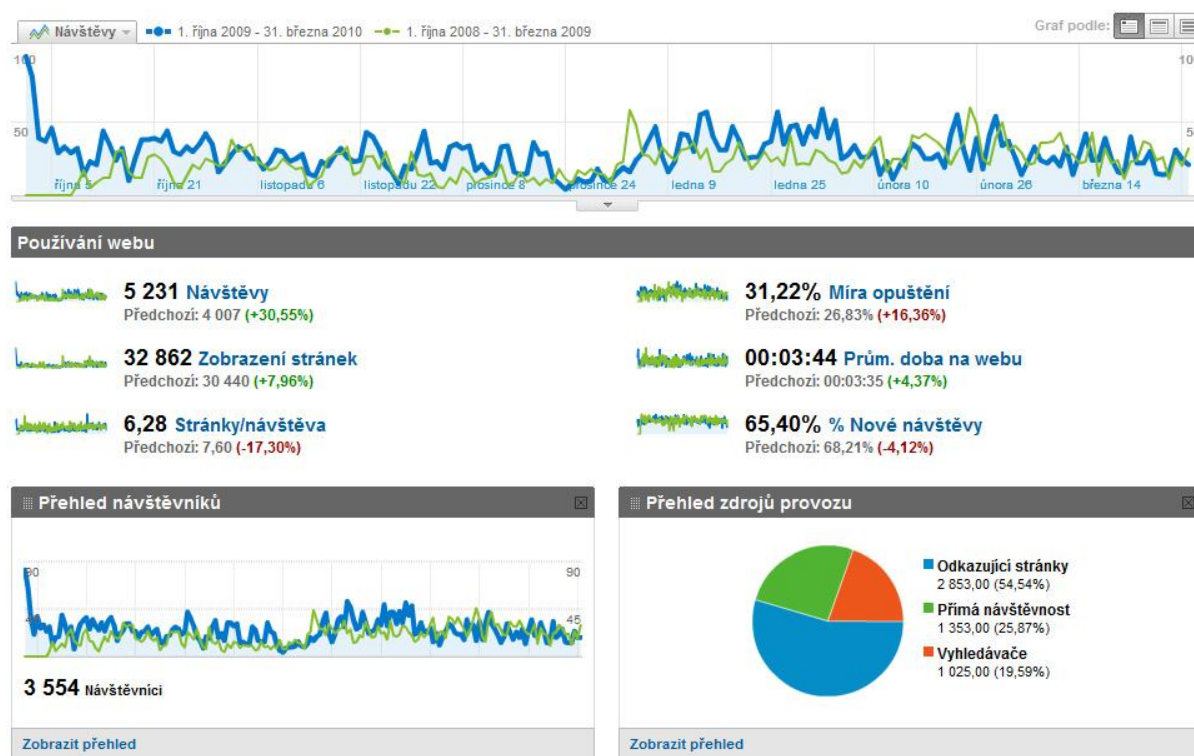 Návštěvy 1. října 2009 - 31. března 2010 1. října 2008 - 31. března 2009 Graf podle:
100 100
50 50
října 5 října 21 listopadu 6 listopadu 22 prosince 8 prosince 24 ledna 9 ledna 25 února 10 února 26 března 14
Používání webu
5 231 Návštěvy
Předchozí: 4 007 (+30,55%)
32 862 Zobrazení stránek
Předchozí: 30 440 (+7,96%)
6,28 Stránky/návštěva
Předchozí: 7,60 (-17,30%)
31,22% Míra opuštění
Předchozí: 26,83% (+16,36%)
00:03:44 Prům. doba na webu
Předchozí: 00:03:35 (+4,37%)
65,40% % Nové návštěvy
Předchozí: 68,21% (-4,12%)
Přehled návštěvníků
90 90
45 45
3 554 Návštěvníci
Zobrazit přehled
Přehled zdrojů provozu
Odkazující stránky
2 853,00 (54,54%)
Přímá návštěvnost
1 353,00 (25,87%)
Vyhledávače
1 025,00 (19,59%)
Zobrazit přehled